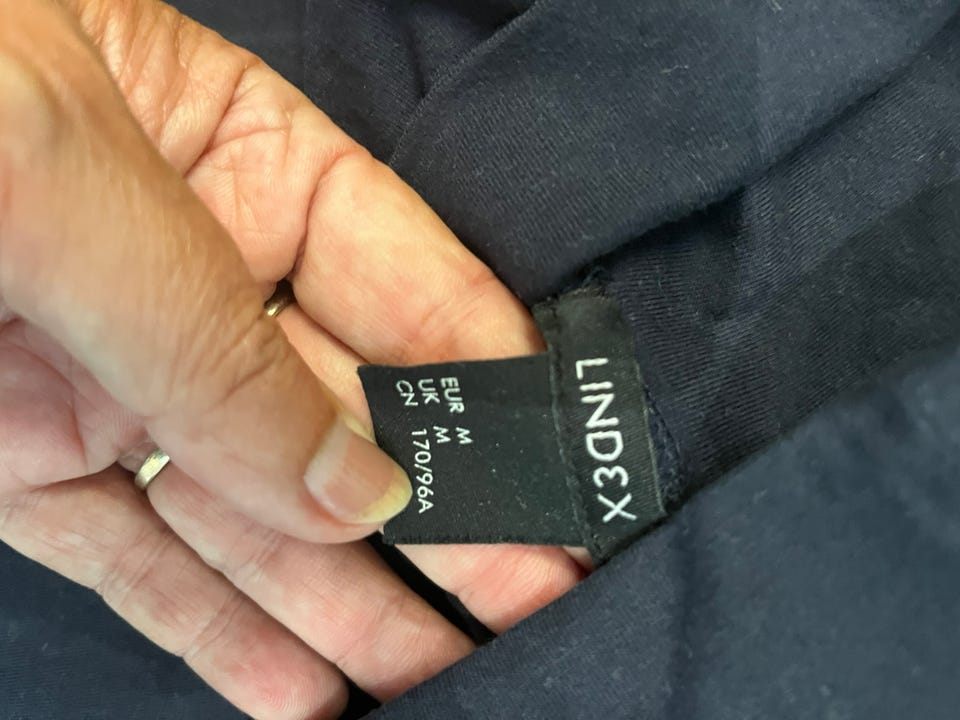 LINDEX
EUR M
UK M
CN 170/96A